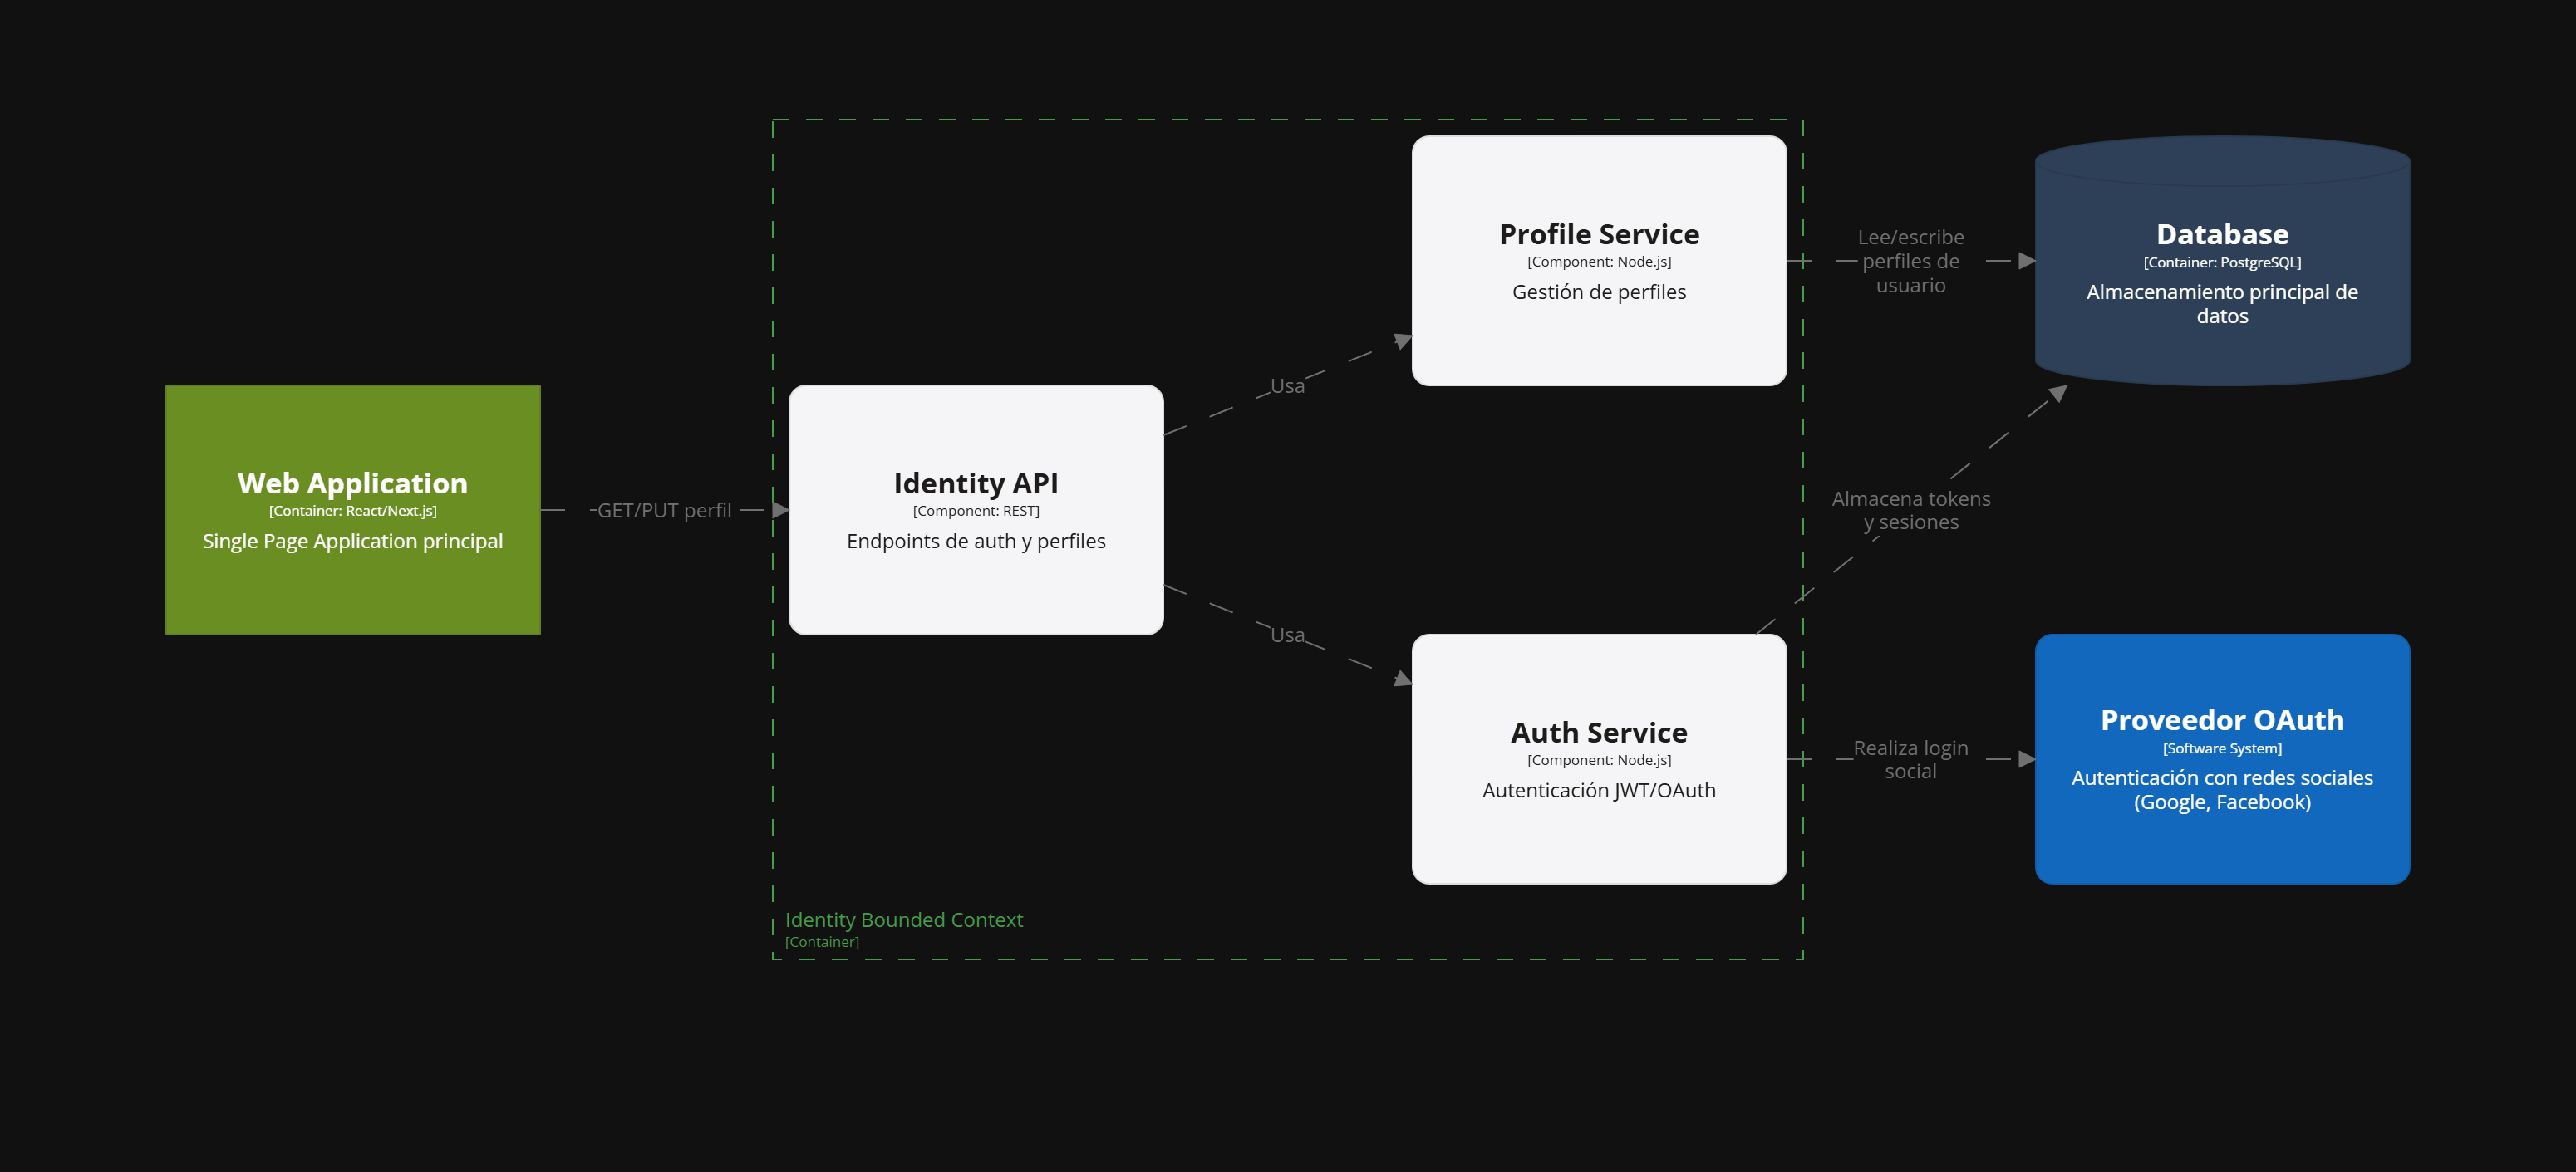 Profile Service
[Component: Node.js]
Gestión de perfiles
Lee/escribe
perfiles de
usuario
Database
[Container: PostgreSQL]
Almacenamiento principal de
datos
Usa
Web Application
[Container: React/Next.js]
Single Page Application principal
GET/PUT perfil
Identity API
[Component: REST]
Endpoints de auth y perfiles
Almacena tokens
y sesiones
Usa
Auth Service
[Component: Node.js]
Autenticación JWT/OAuth
Realiza login
social
Proveedor OAuth
[Software System]
Autenticación con redes sociales
(Google, Facebook)
Identity Bounded Context
[Container]